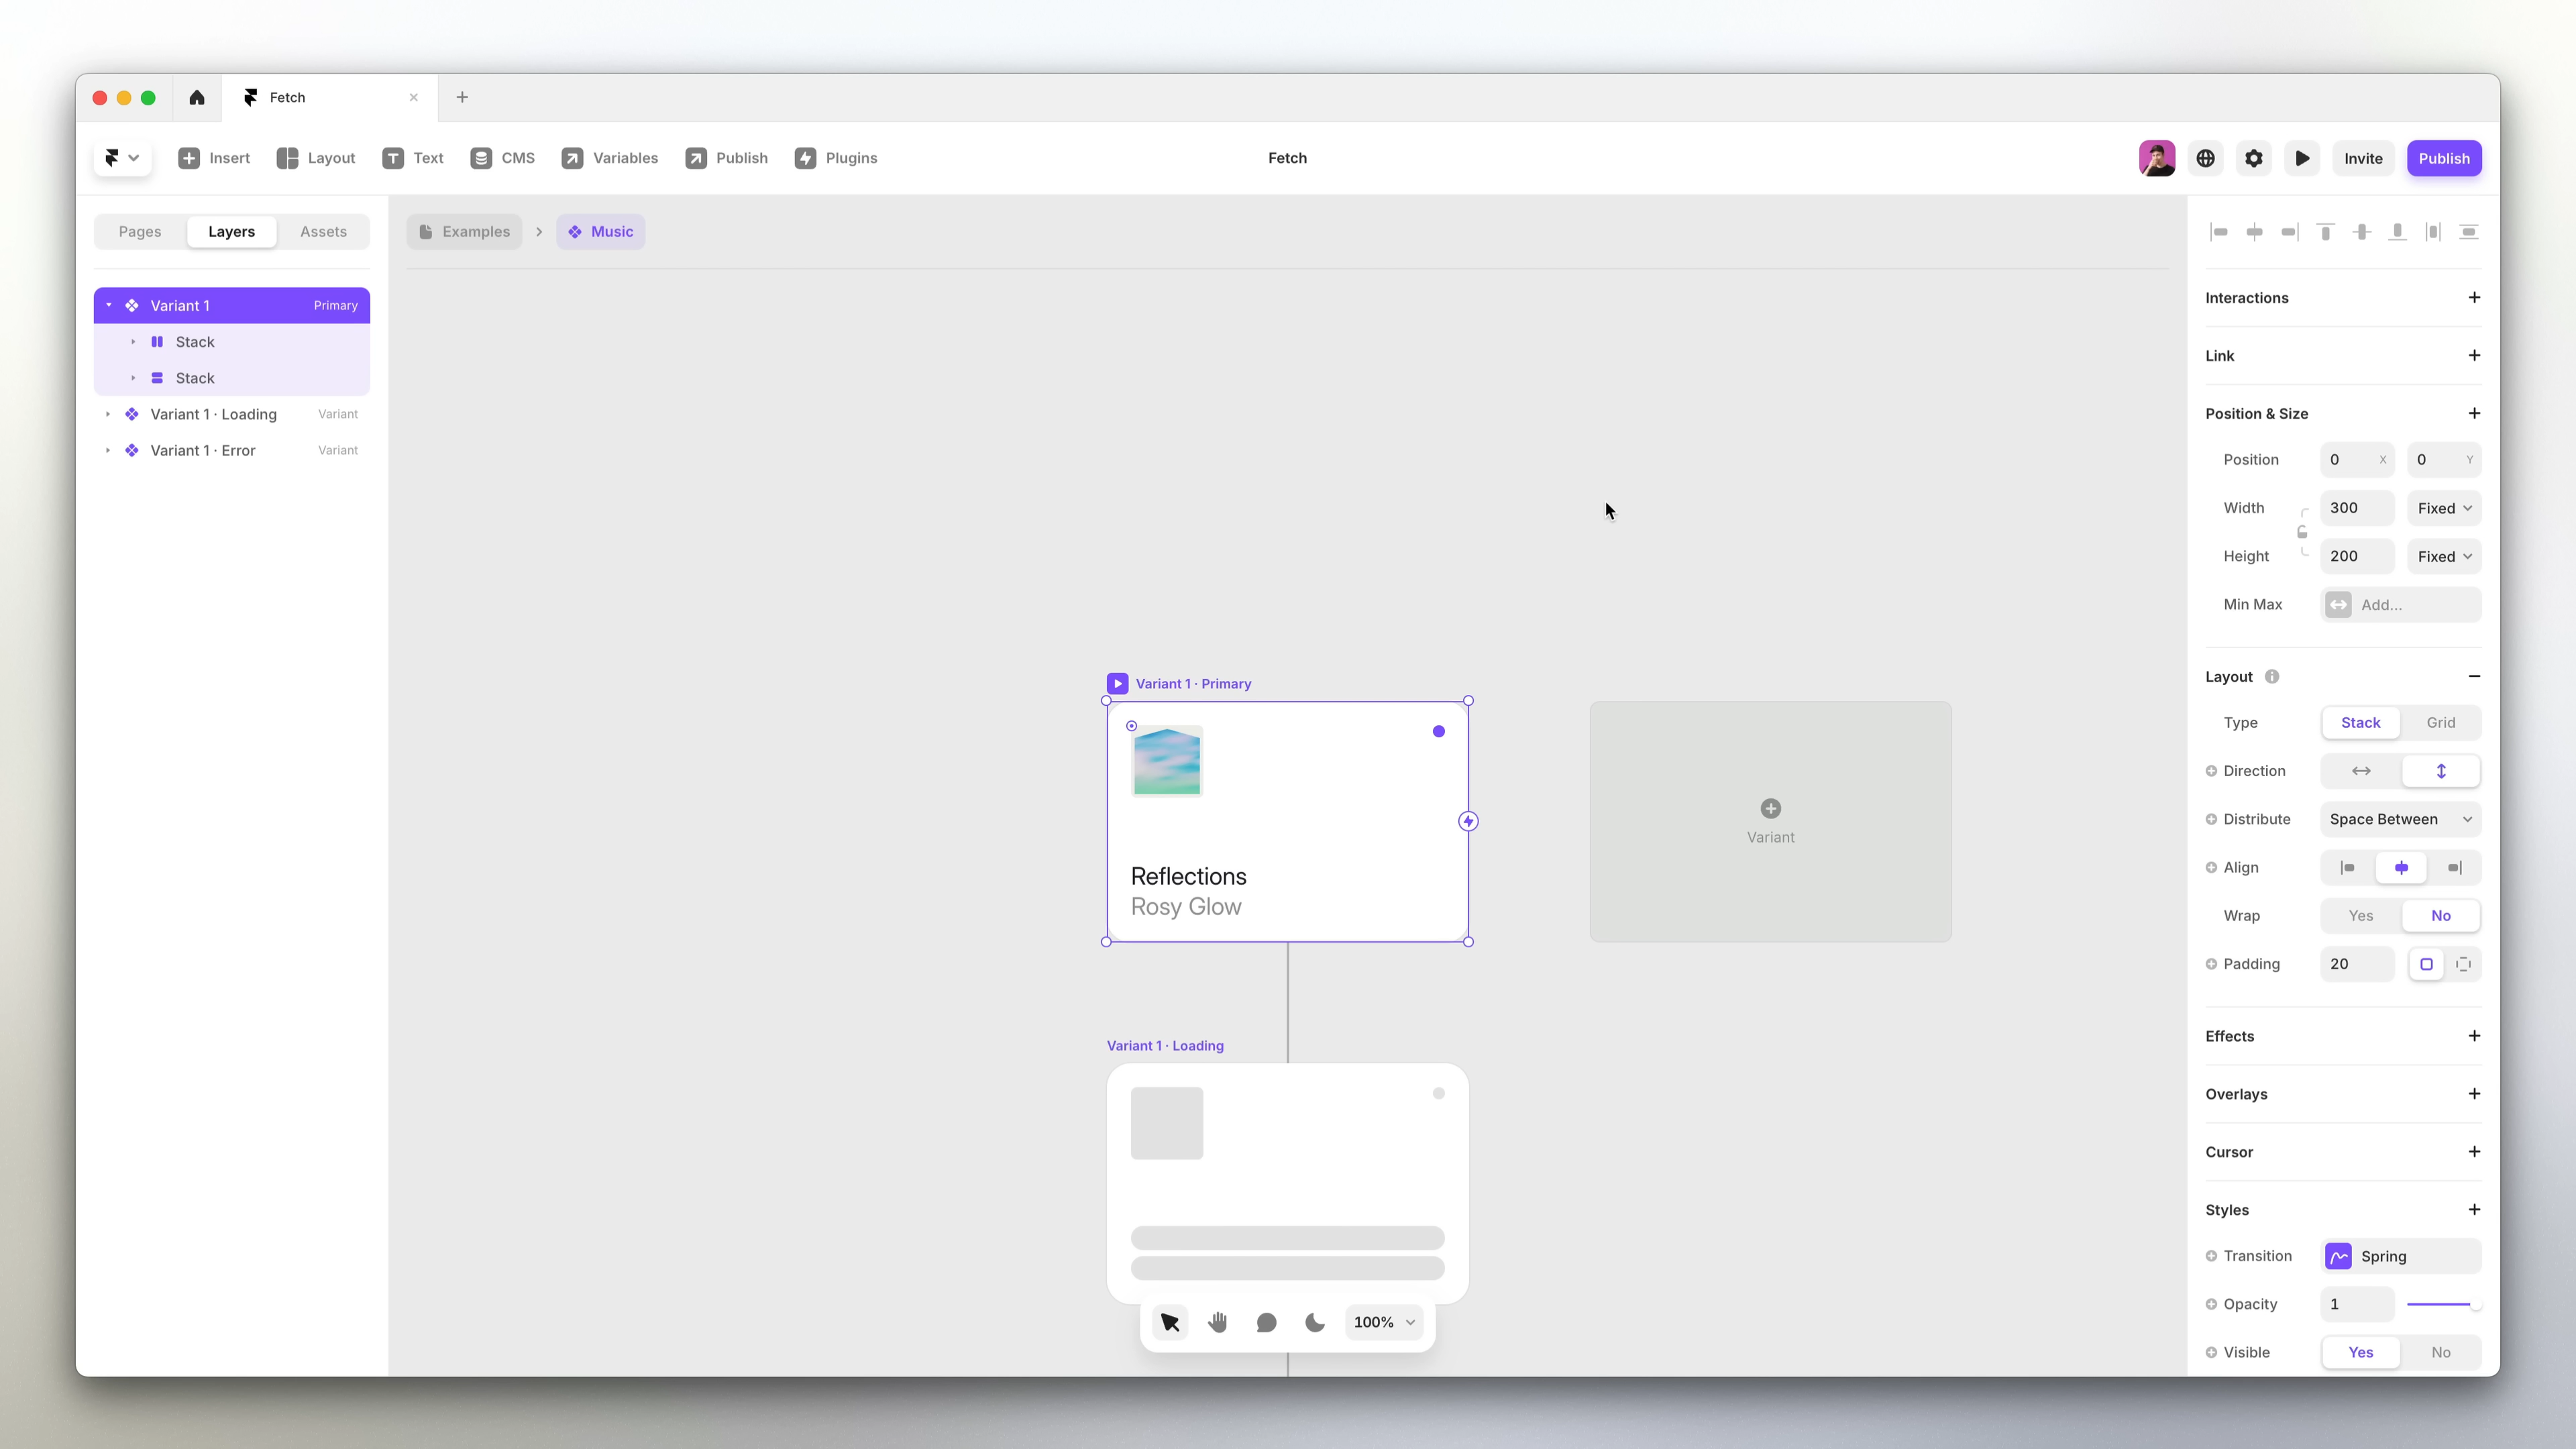 Fetch
Insert
Layout
Text
CMS
Variables
Publish
Plugins
Fetch
Invite
Publish
Pages
Layers
Assets
Variant 1
Primary
Stack
Stack
Variant 1 · Loading
Variant
Variant 1 · Error
Variant
Examples
Music
Variant 1 · Primary
Reflections
Rosy Glow
Variant
Variant 1 · Loading
100%
Interactions
Link
Position & Size
Position
0
X
0
Y
Width
300
Fixed
Height
200
Fixed
Min Max
Add...
Layout
Type
Stack
Grid
Direction
Distribute
Space Between
Align
Wrap
Yes
No
Padding
20
Effects
Overlays
Cursor
Styles
Transition
Spring
Opacity
1
Visible
Yes
No